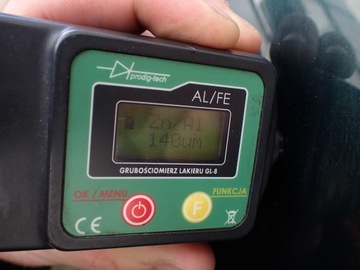 prodig-tech
AL/FE
Zn/Al
140um
GRUBOŚCIOMIERZ LAKIERU GL-8
OK / MENU
FUNKCJA
F
CE